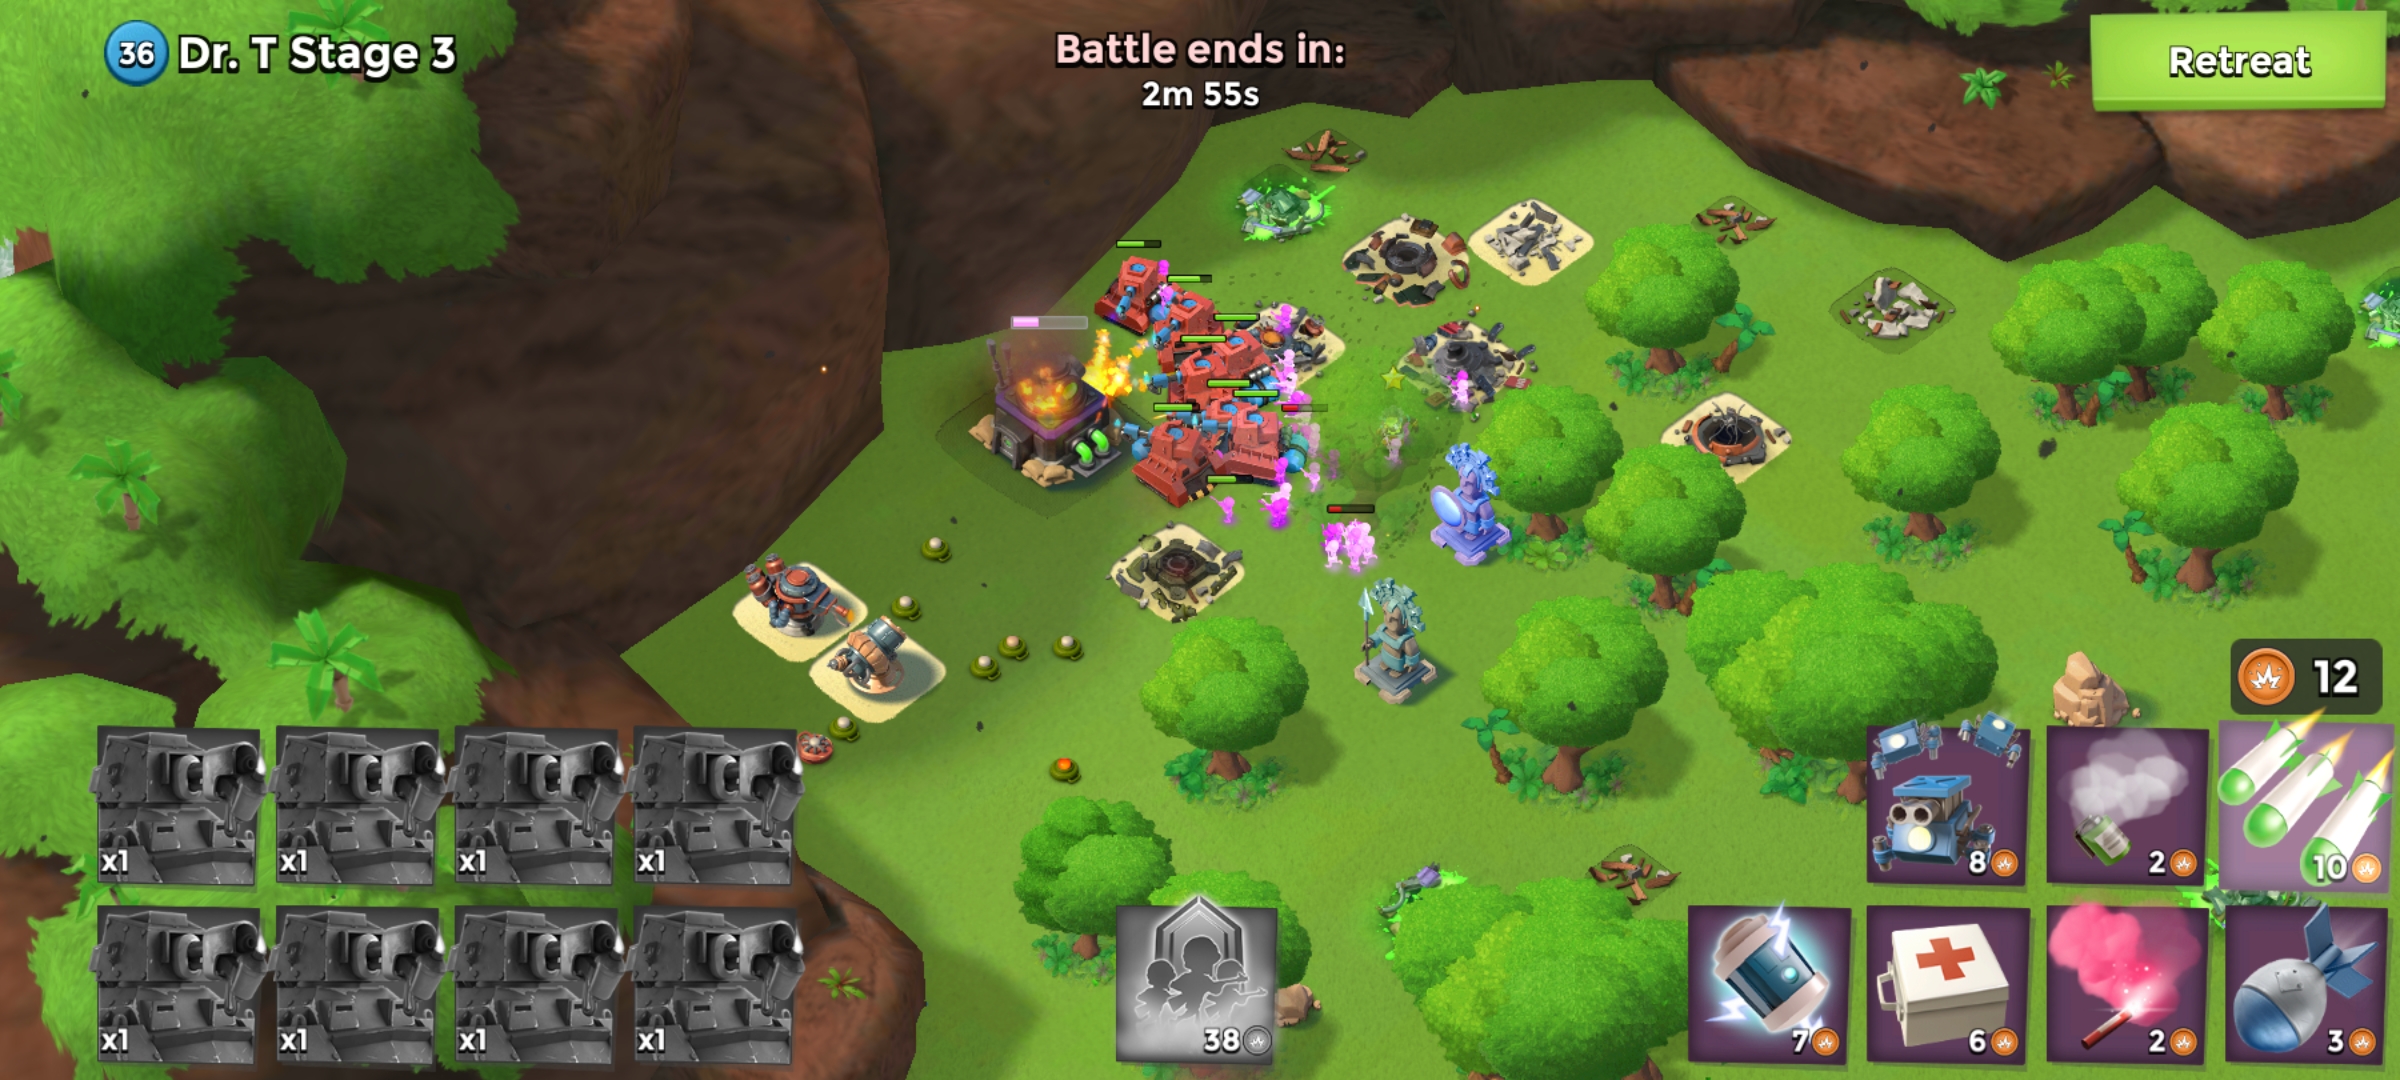 36 Dr. T Stage 3
Battle ends in:
2m 55s
Retreat
12
x1 x1 x1 x1
8 2 10
x1 x1 x1 x1
38 7 6 2 3